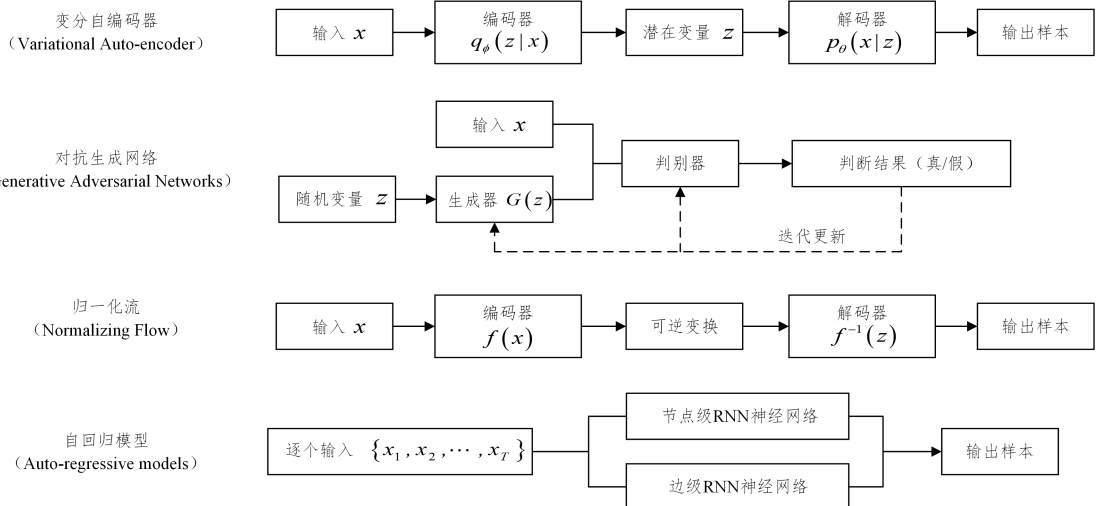 变分自编码器
（Variational Auto-encoder）
输入 x
编码器
qϕ(z|x)
潜在变量 z
解码器
pθ(x|z)
输出样本
对抗生成网络
enerative Adversarial Networks）
输入 x
随机变量 z
生成器 G(z)
判别器
判断结果（真/假）
迭代更新
归一化流
（Normalizing Flow）
输入 x
编码器
f(x)
可逆变换
解码器
f⁻¹(z)
输出样本
自回归模型
（Auto-regressive models）
逐个输入 {x₁,x₂,⋯,x_T}
节点级RNN神经网络
边级RNN神经网络
输出样本